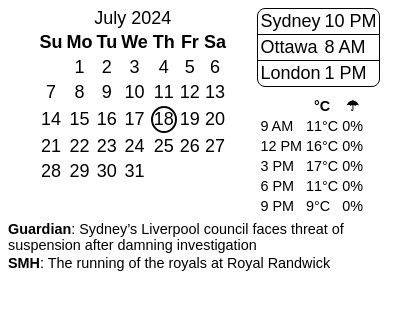 July 2024
Su Mo Tu We Th Fr Sa
1 2 3 4 5 6
7 8 9 10 11 12 13
14 15 16 17 18 19 20
21 22 23 24 25 26 27
28 29 30 31
Sydney 10 PM
Ottawa 8 AM
London 1 PM
°C ☂
9 AM 11°C 0%
12 PM 16°C 0%
3 PM 17°C 0%
6 PM 11°C 0%
9 PM 9°C 0%
Guardian: Sydney’s Liverpool council faces threat of
suspension after damning investigation
SMH: The running of the royals at Royal Randwick